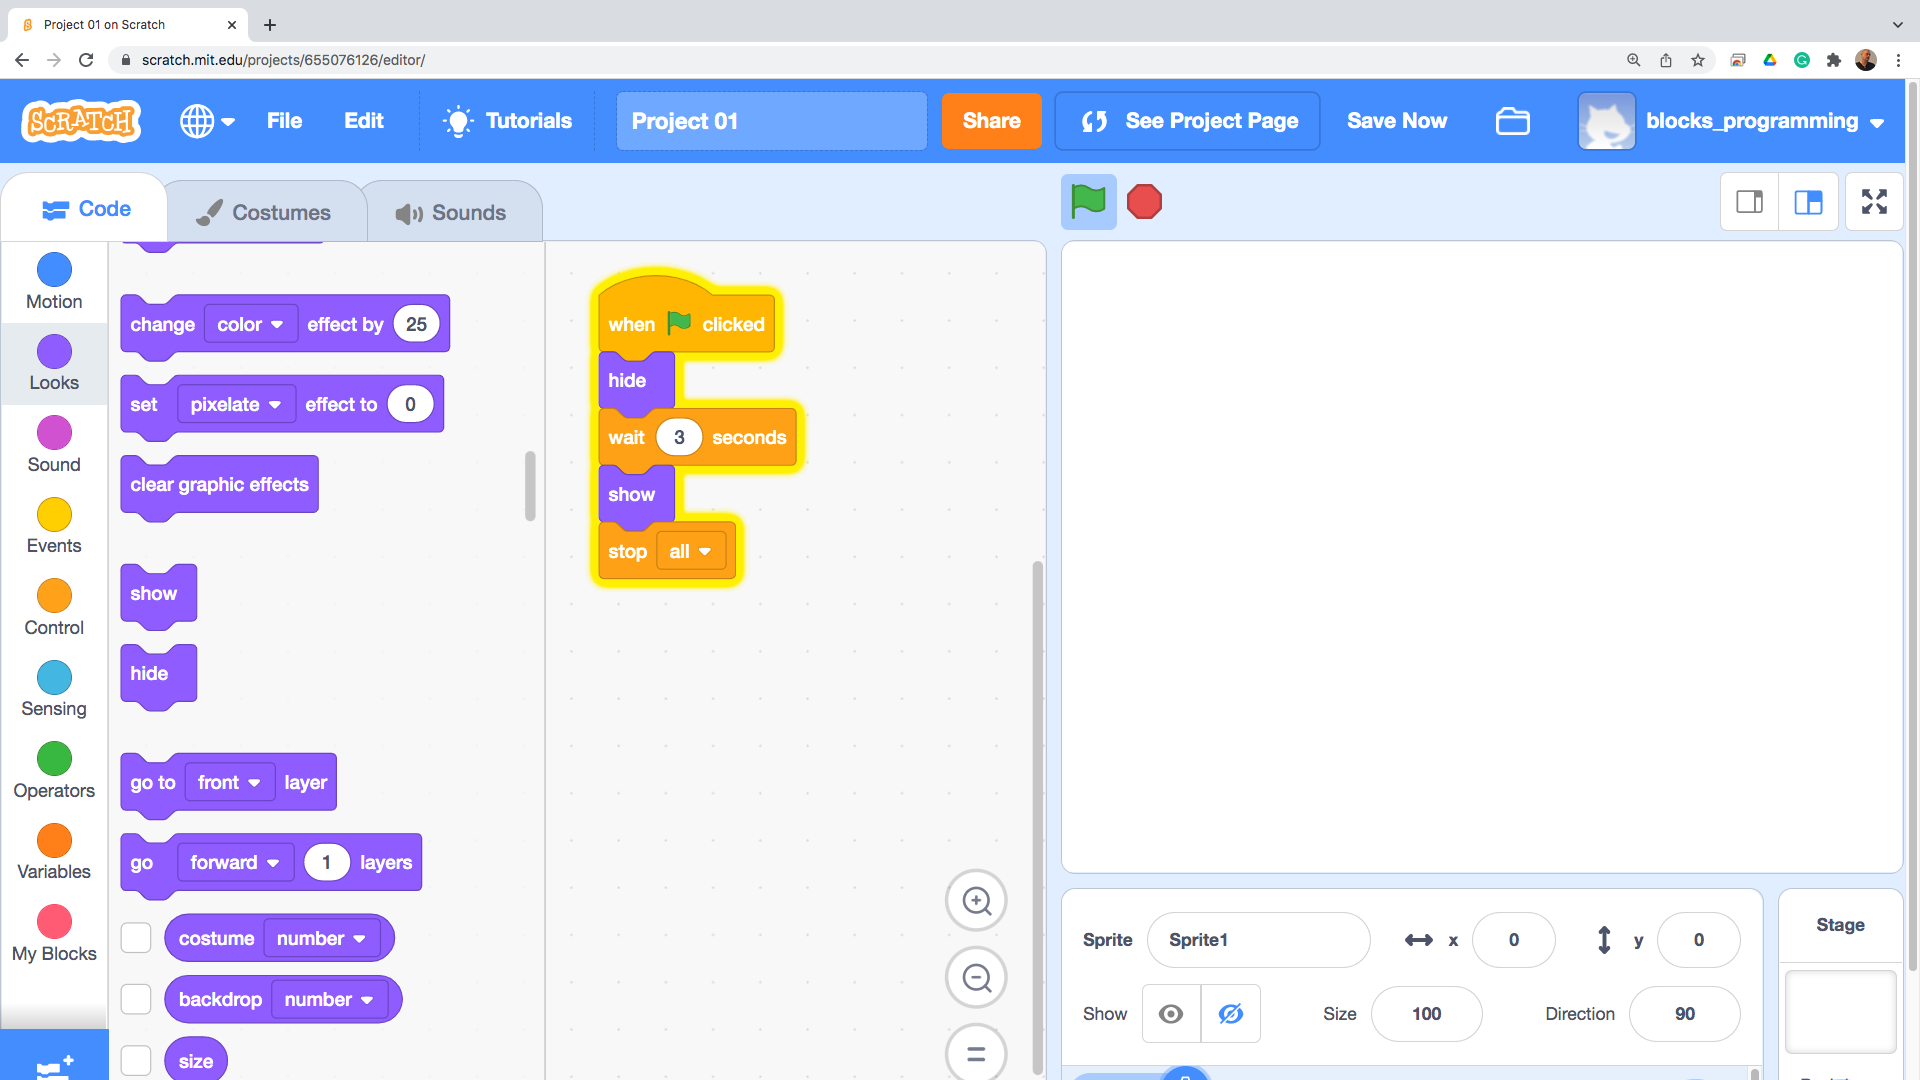 Project 01 on Scratch
scratch.mit.edu/projects/655076126/editor/
SCRATCH
File
Edit
Tutorials
Project 01
Share
See Project Page
Save Now
blocks_programming
Code
Costumes
Sounds
Motion
Looks
Sound
Events
Control
Sensing
Operators
Variables
My Blocks
change color effect by 25
set pixelate effect to 0
clear graphic effects
show
hide
go to front layer
go forward 1 layers
costume number
backdrop number
size
when clicked
hide
wait 3 seconds
show
stop all
Sprite Sprite1 x 0 y 0
Show Size 100 Direction 90
Stage